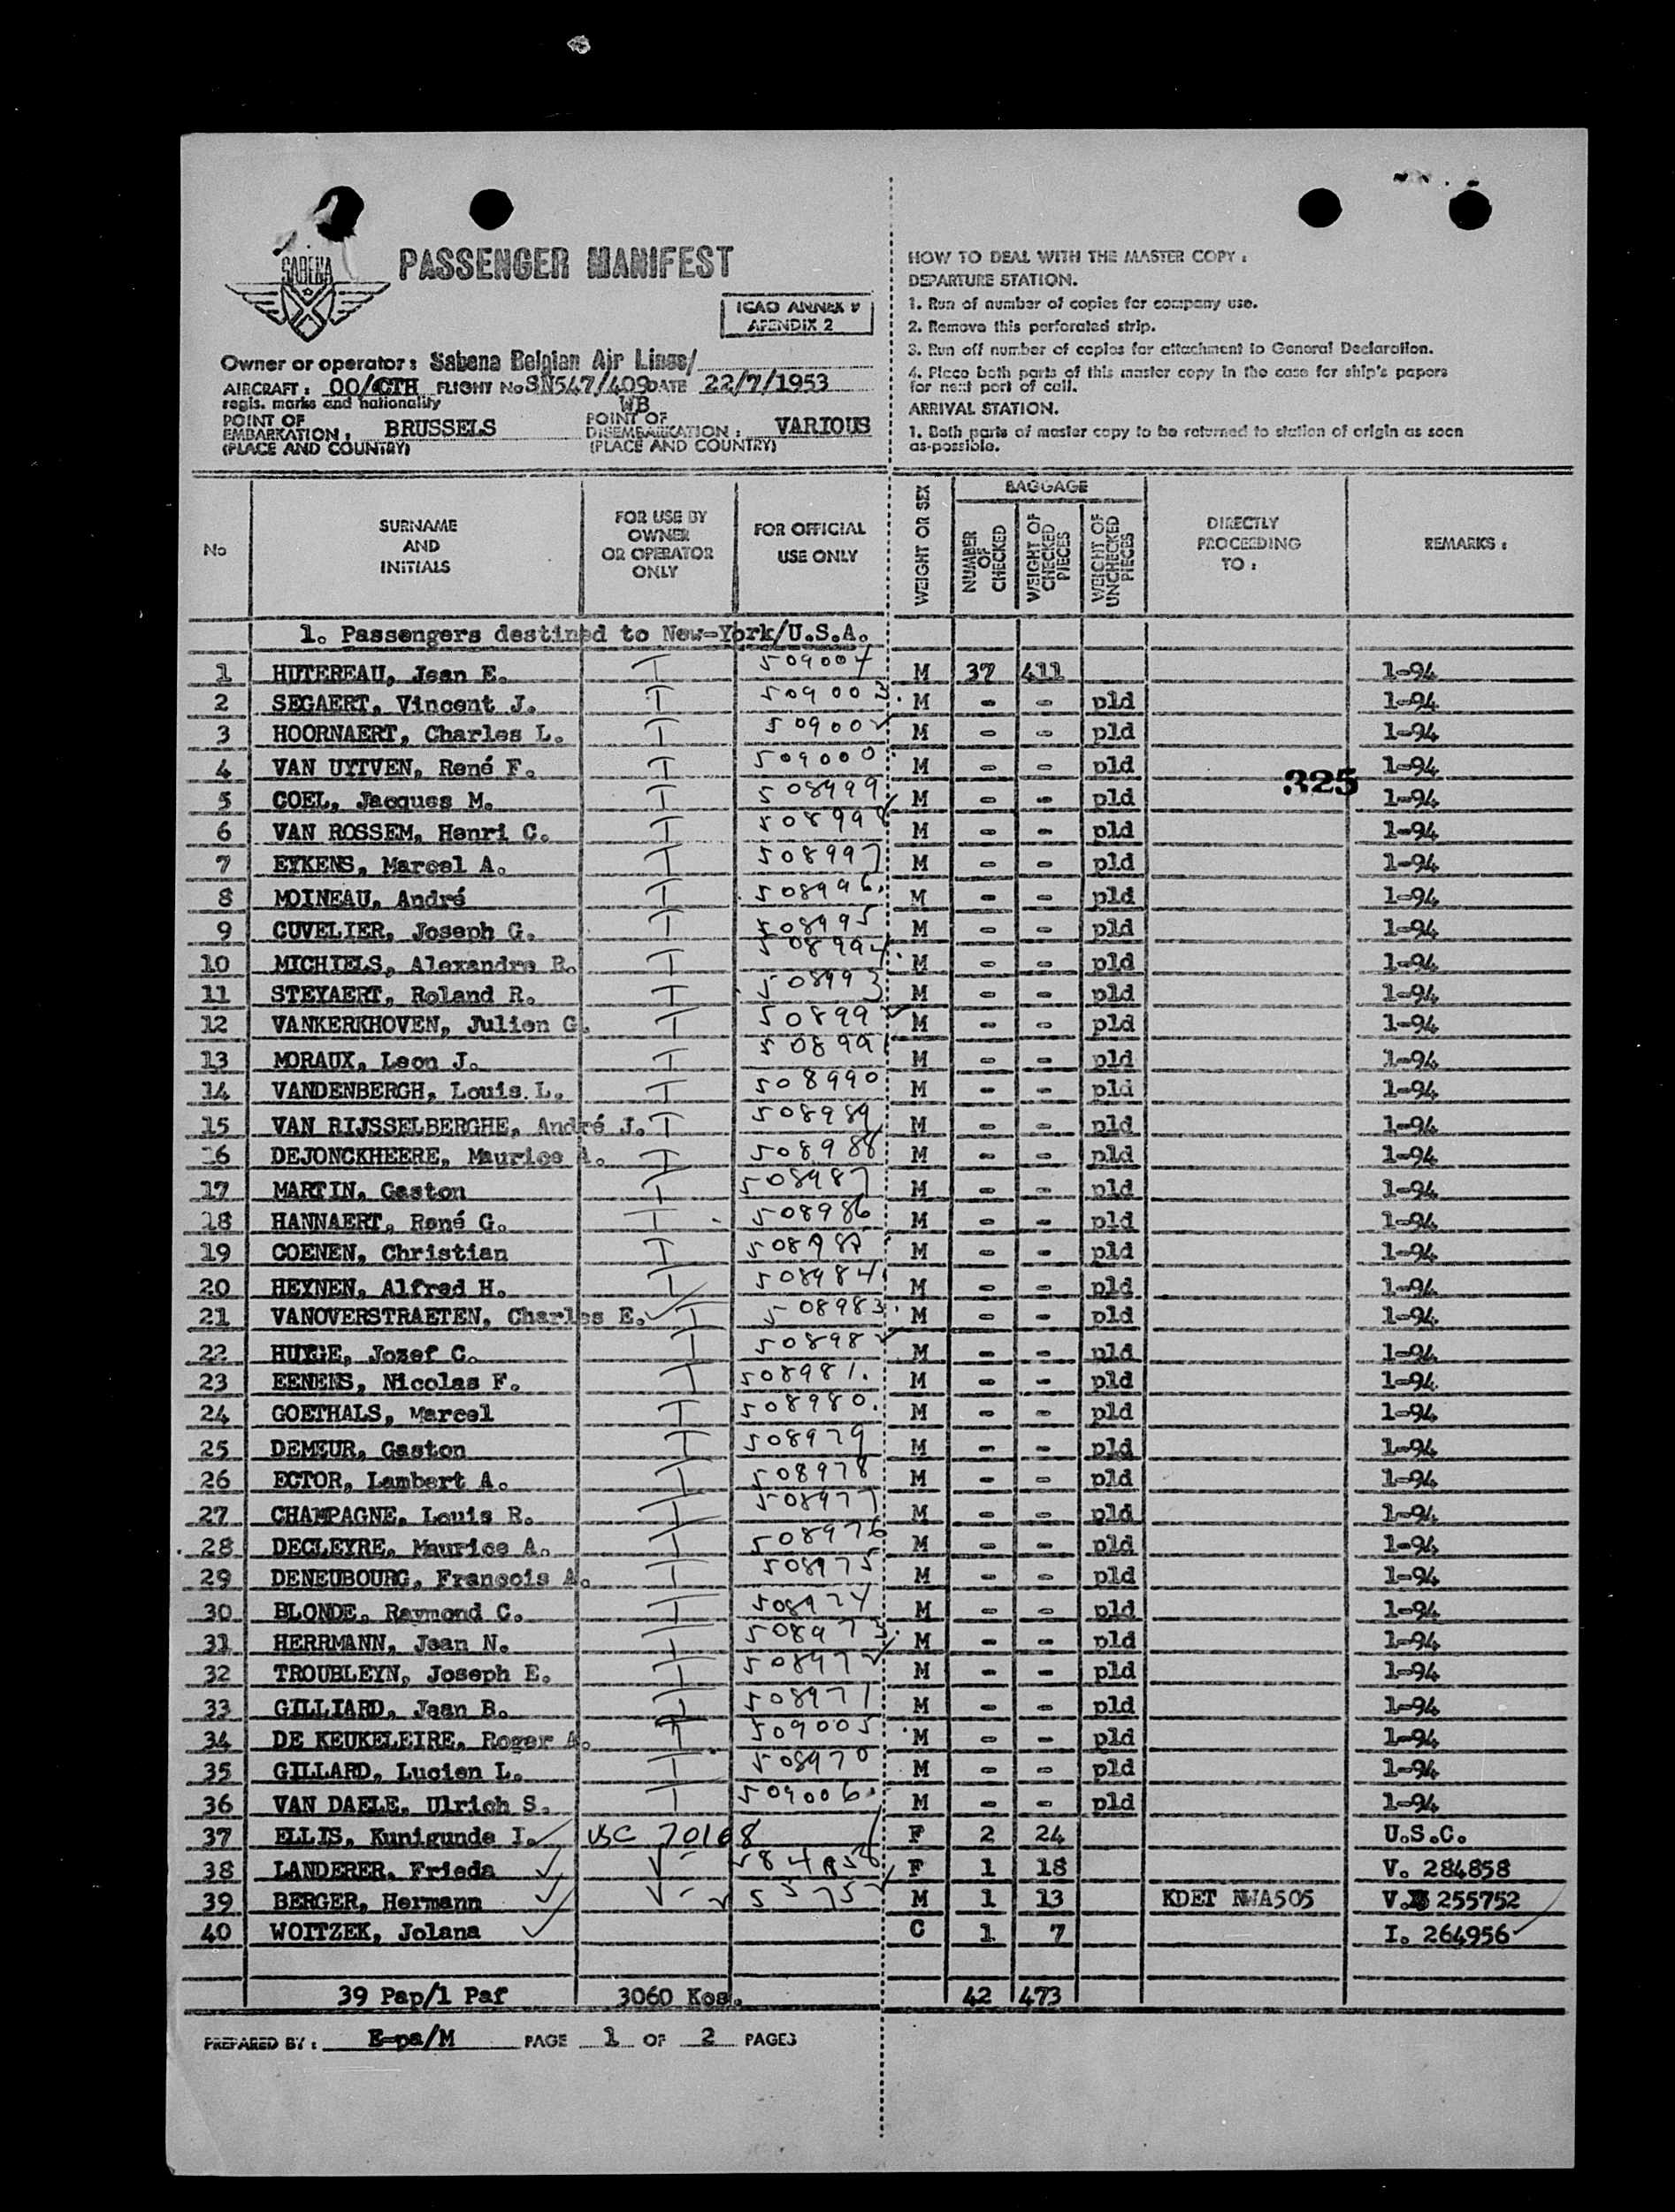 SABENA
PASSENGER MANIFEST
ICAO ANNEX 9
APENDIX 2
Owner or operator: Sabena Belgian Air Lines/
AIRCRAFT: OO/CTH FLIGHT No SN547/409 DATE 22/7/1953
regis. marks and nationality WB
POINT OF EMBARKATION: BRUSSELS POINT OF DISEMBARKATION: VARIOUS
(PLACE AND COUNTRY) (PLACE AND COUNTRY)
HOW TO DEAL WITH THE MASTER COPY:
DEPARTURE STATION.
1. Run of number of copies for company use.
2. Remove this perforated strip.
3. Run off number of copies for attachment to General Declaration.
4. Place both parts of this master copy in the case for ship's papers
for next port of call.
ARRIVAL STATION.
1. Both parts of master copy to be returned to station of origin as soon
as possible.
No SURNAME AND INITIALS FOR USE BY OWNER OR OPERATOR ONLY FOR OFFICIAL USE ONLY WEIGHT OR SEX BAGGAGE NUMBER OF CHECKED WEIGHT OF CHECKED PIECES WEIGHT OF UNCHECKED PIECES DIRECTLY PROCEEDING TO: REMARKS:
1. Passengers destined to New-York/U.S.A.
1 HUTEREAU, Jean E. T 509007 M 37 411 1-94
2 SEGAERT, Vincent J. T 509003 M - - pld 1-94
3 HOORNAERT, Charles L. T 509002 M - - pld 1-94
4 VAN UYTVEN, René F. T 509000 M - - pld 1-94
325
5 COEL, Jacques M. T 508999 M - - pld 1-94
6 VAN ROSSEM, Henri C. T 508998 M - - pld 1-94
7 EYKENS, Marcel A. T 508997 M - - pld 1-94
8 MOINEAU, André T 508996 M - - pld 1-94
9 CUVELIER, Joseph G. T 508995 M - - pld 1-94
10 MICHIELS, Alexandre R. T 508994 M - - pld 1-94
11 STEYAERT, Roland R. T 508993 M - - pld 1-94
12 VANKERKHOVEN, Julien G. T 508992 M - - pld 1-94
13 MORAUX, Leon J. T 508991 M - - pld 1-94
14 VANDENBERGH, Louis L. T 508990 M - - pld 1-94
15 VAN RIJSSELBERGHE, André J. T 508989 M - - pld 1-94
16 DEJONCKHEERE, Maurice A. T 508988 M - - pld 1-94
17 MARTIN, Gaston T 508987 M - - pld 1-94
18 HANNAERT, René G. T 508986 M - - pld 1-94
19 COENEN, Christian T 508985 M - - pld 1-94
20 HEYNEN, Alfred H. T 508984 M - - pld 1-94
21 VANOVERSTRAETEN, Charles E. T 508983 M - - pld 1-94
22 HUYGE, Jozef C. T 508982 M - - pld 1-94
23 EENENS, Nicolas F. T 508981. M - - pld 1-94
24 GOETHALS, Marcel T 508980. M - - pld 1-94
25 DEMEUR, Gaston T 508979 M - - pld 1-94
26 ECTOR, Lambert A. T 508978 M - - pld 1-94
27 CHAMPAGNE, Louis R. T 508977 M - - pld 1-94
28 DECLEYRE, Maurice A. T 508976 M - - pld 1-94
29 DENEUBOURG, François A. T 508975 M - - pld 1-94
30 BLONDE, Raymond C. T 508974 M - - pld 1-94
31 HERRMANN, Jean N. T 508973 M - - pld 1-94
32 TROUBLEYN, Joseph E. T 508972 M - - pld 1-94
33 GILLIARD, Jean B. T 508971 M - - pld 1-94
34 DE KEUKELEIRE, Roger A. T 509005 M - - pld 1-94
35 GILLARD, Lucien L. T 508970 M - - pld 1-94
36 VAN DAELE, Ulrich S. T 509006. M - - pld 1-94
37 ELLIS, Kunigunde I. USC 70168 F 2 24 U.S.C.
38 LANDERER, Frieda V- F 1 18 V. 284858
39 BERGER, Hermann V- 255752 M 1 13 KDET NWA505 V. 255752
40 WOITZEK, Jolana C 1 7 I. 264956
39 Pap/1 Paf 3060 Kos. 42 473
PREPARED BY: E-pa/M PAGE 1 OF 2 PAGES